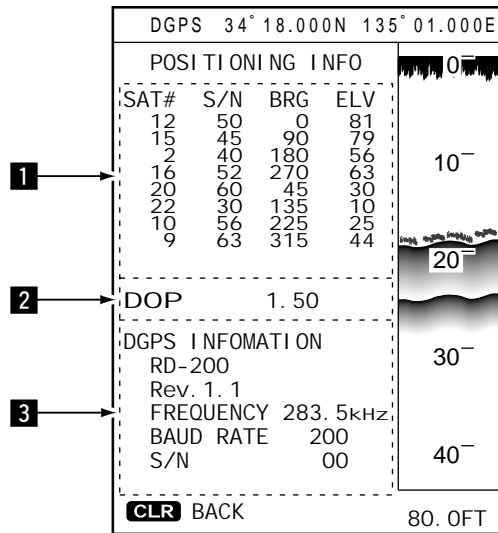 DGPS 34°18.000N 135°01.000E
POSITIONING INFO
SAT# S/N BRG ELV
12 50 0 81
15 45 90 79
2 40 180 56
16 52 270 63
20 60 45 30
22 30 135 10
10 56 225 25
9 63 315 44
1
DOP 1.50
2
DGPS INFOMATION
RD-200
Rev.1.1
FREQUENCY 283.5kHz
3
BAUD RATE 200
S/N 00
CLR BACK
0
10
20
30
40
80.0FT